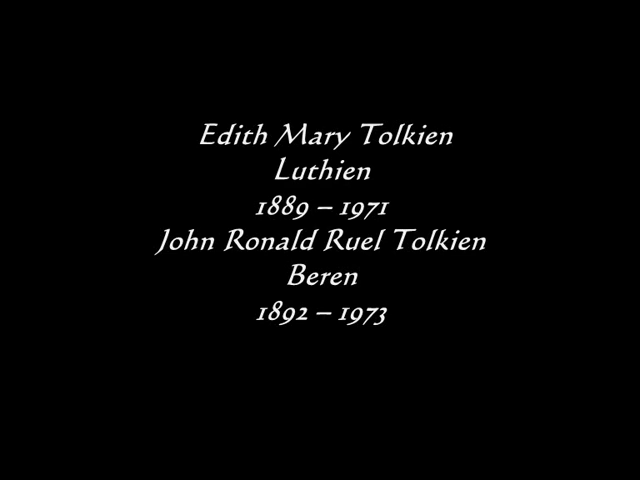 Edith Mary Tolkien
Luthien
1889 – 1971
John Ronald Ruel Tolkien
Beren
1892 – 1973